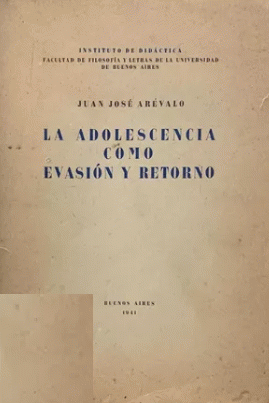 INSTITUTO DE DIDÁCTICA
FACULTAD DE FILOSOFÍA Y LETRAS DE LA UNIVERSIDAD
DE BUENOS AIRES
JUAN JOSÉ ARÉVALO
LA ADOLESCENCIA
COMO
EVASIÓN Y RETORNO
BUENOS AIRES
1941